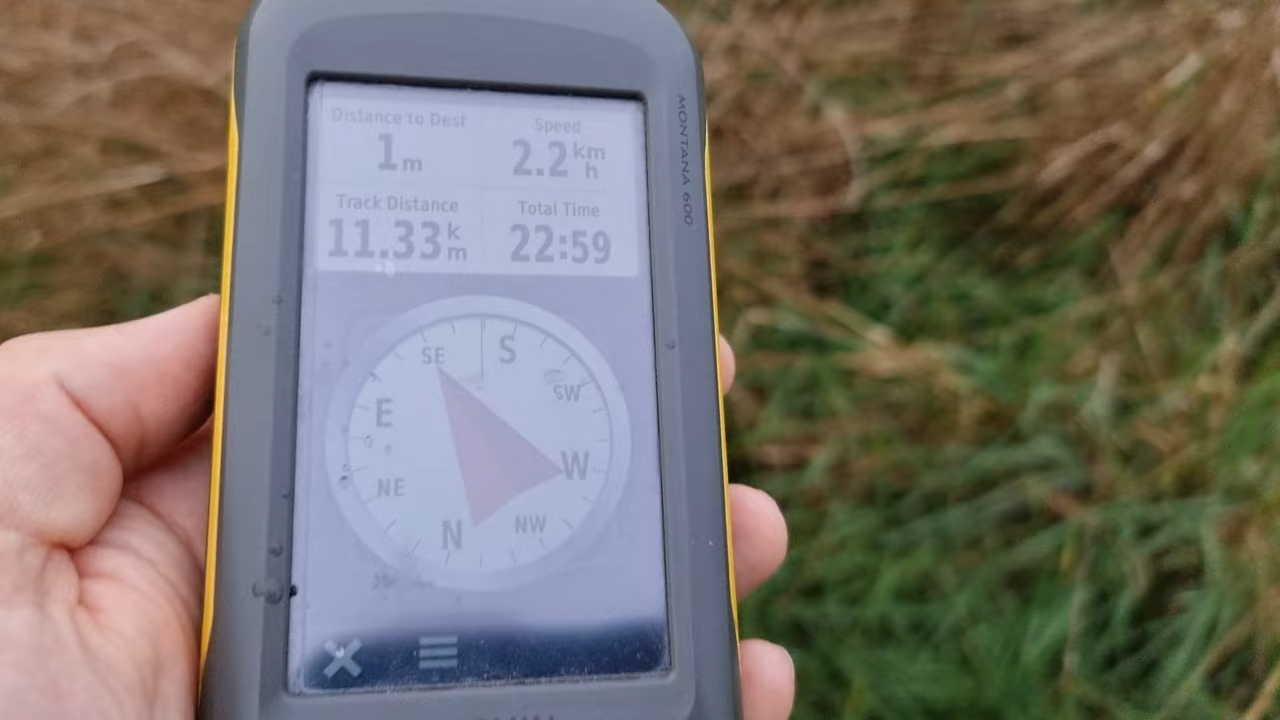 Distance to Dest
1 m
Speed
2.2 km h
Track Distance
11.33 km
Total Time
22:59
SE S
SW
E
W
NE
N NW
MONTANA 600